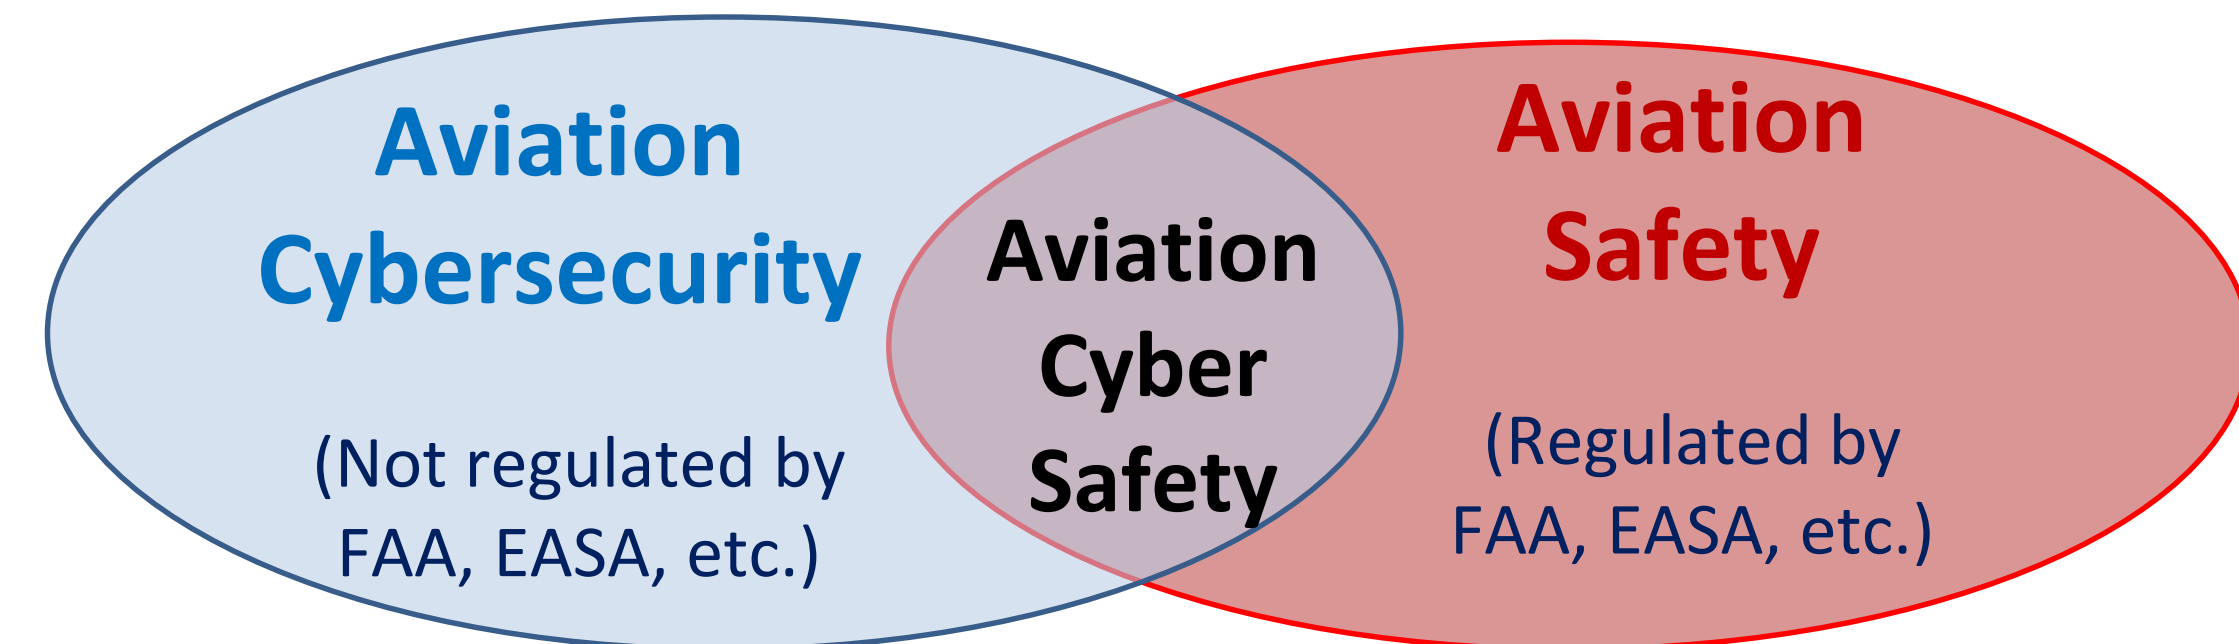 Aviation
Cybersecurity
(Not regulated by
FAA, EASA, etc.)
Aviation
Cyber
Safety
Aviation
Safety
(Regulated by
FAA, EASA, etc.)